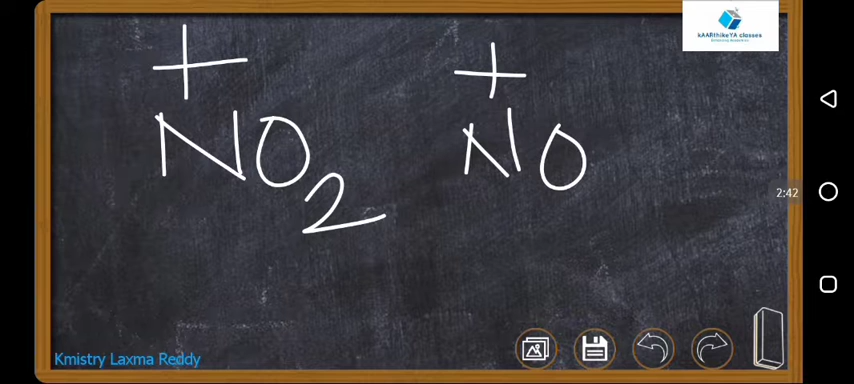 kAARthikeYA classes
+ +
NO2 NO
2:42
Kmistry Laxma Reddy